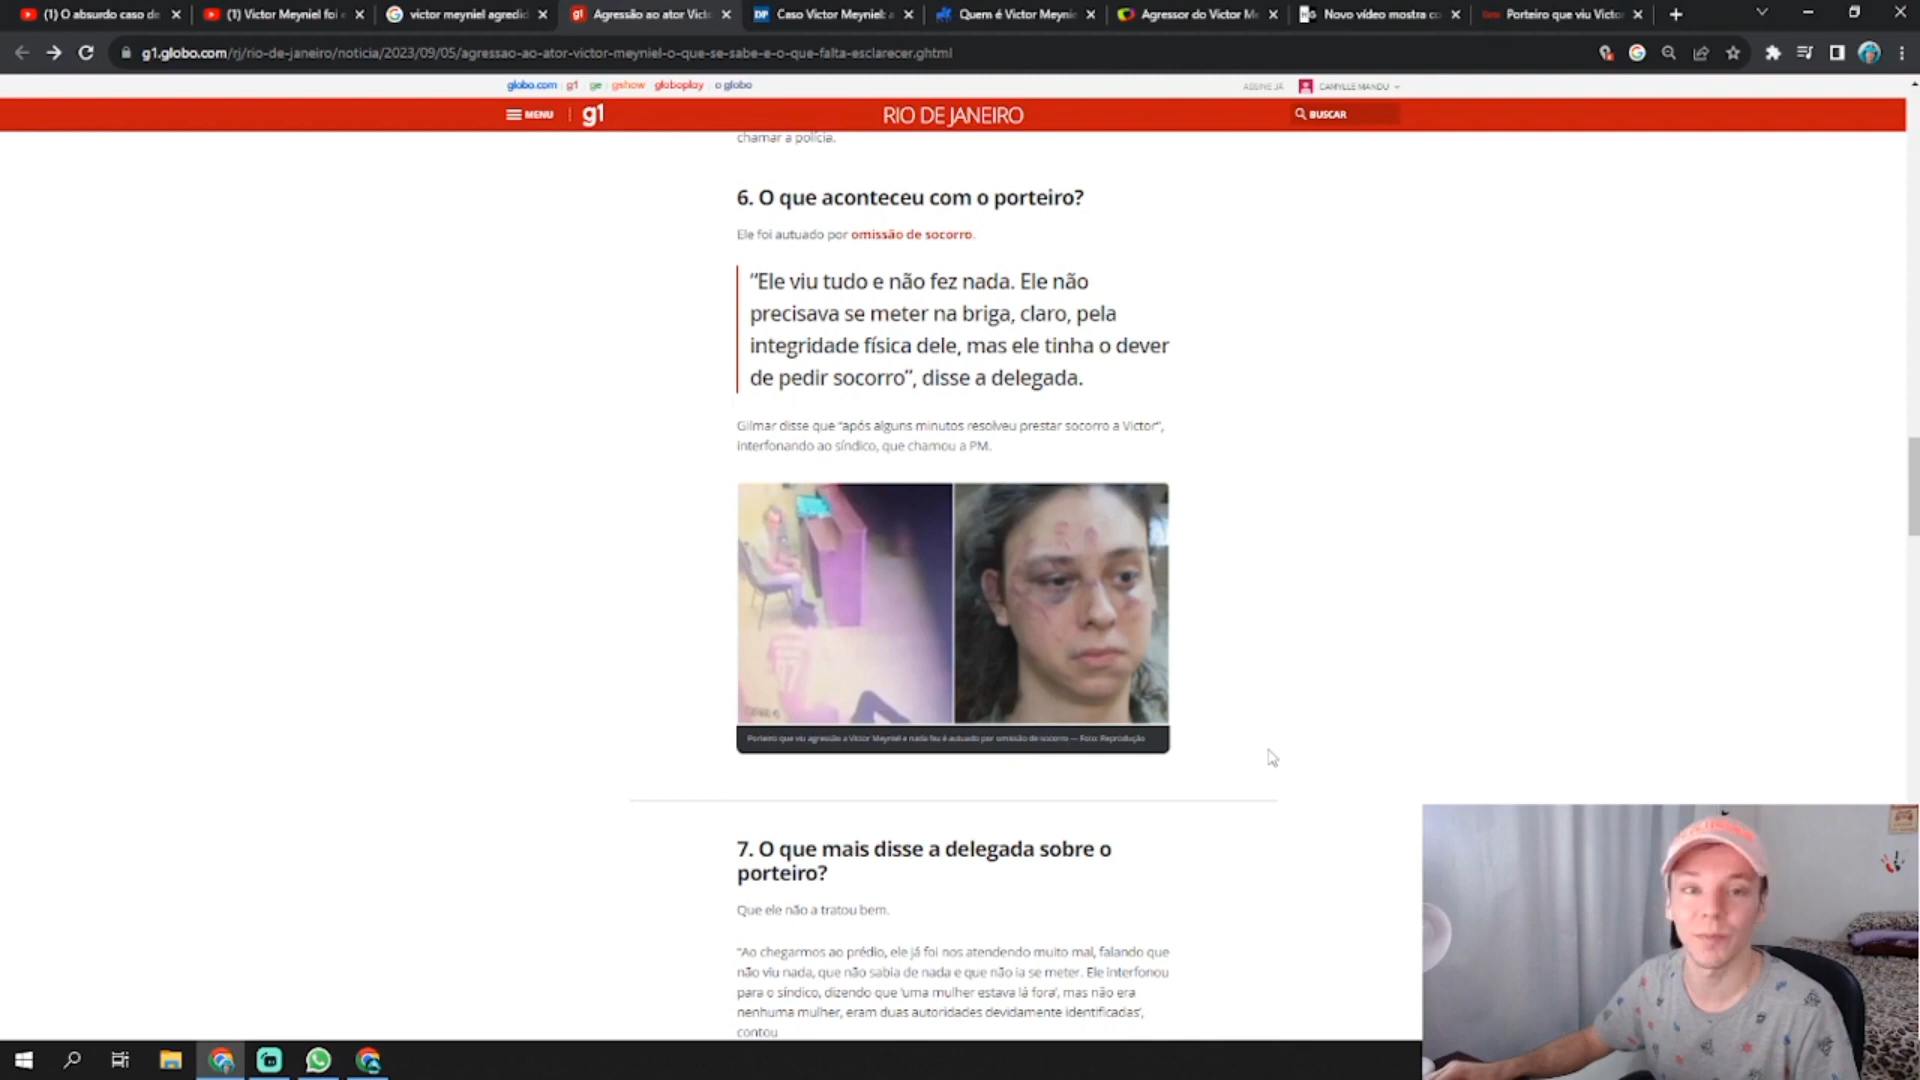 (1) O absurdo caso de
(1) Victor Meyniel foi
victor meyniel agredid
Agressão ao ator Victo
Caso Victor Meyniel: a
Quem é Victor Meynie
Agressor do Victor M
Novo vídeo mostra co
Porteiro que viu Victor
g1.globo.com/rj/rio-de-janeiro/noticia/2023/09/05/agressao-ao-ator-victor-meyniel-o-que-se-sabe-e-o-que-falta-esclarecer.ghtml
globo.com g1 ge gshow globoplay o globo
ASSINE JÁ CAMYLLE MANDU
MENU g1 RIO DE JANEIRO BUSCAR
chamar a polícia.
6. O que aconteceu com o porteiro?
Ele foi autuado por omissão de socorro.
“Ele viu tudo e não fez nada. Ele não
precisava se meter na briga, claro, pela
integridade física dele, mas ele tinha o dever
de pedir socorro”, disse a delegada.
Gilmar disse que “após alguns minutos resolveu prestar socorro a Victor”,
interfonando ao síndico, que chamou a PM.
Porteiro que viu agressão a Victor Meyniel e nada fez é autuado por omissão de socorro — Foto: Reprodução
7. O que mais disse a delegada sobre o
porteiro?
Que ele não a tratou bem.
“Ao chegarmos ao prédio, ele já foi nos atendendo muito mal, falando que
não viu nada, que não sabia de nada e que não ia se meter. Ele interfonou
para o síndico, dizendo que ‘uma mulher estava lá fora’, mas não era
nenhuma mulher, eram duas autoridades devidamente identificadas’,
contou